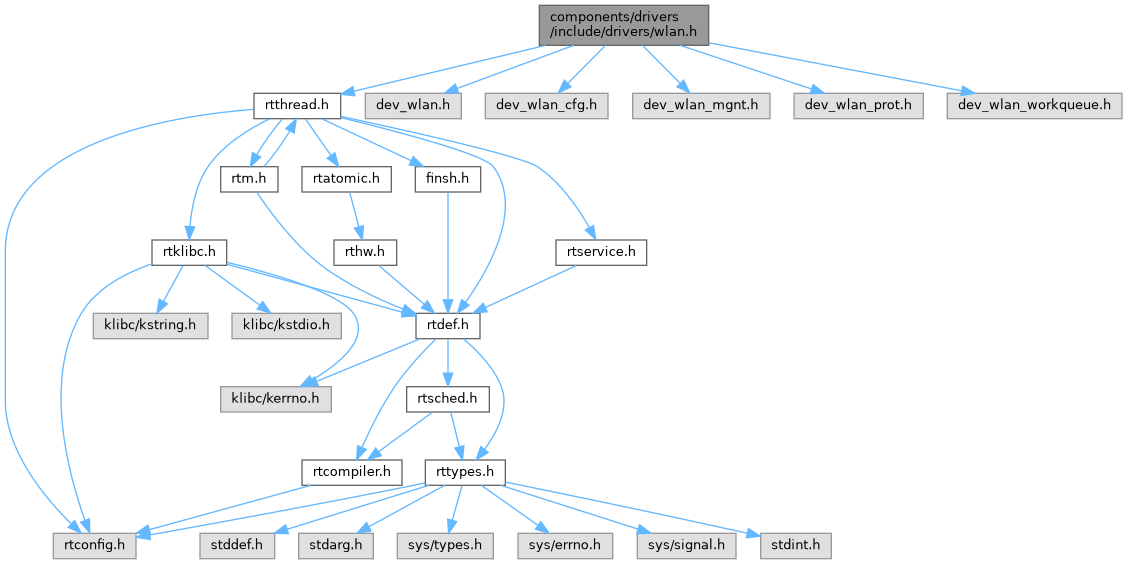 components/drivers
/include/drivers/wlan.h
rtthread.h
dev_wlan.h
dev_wlan_cfg.h
dev_wlan_mgnt.h
dev_wlan_prot.h
dev_wlan_workqueue.h
rtm.h
rtatomic.h
finsh.h
rtklibc.h
rthw.h
rtservice.h
klibc/kstring.h
klibc/kstdio.h
rtdef.h
klibc/kerrno.h
rtsched.h
rtcompiler.h
rttypes.h
rtconfig.h
stddef.h
stdarg.h
sys/types.h
sys/errno.h
sys/signal.h
stdint.h